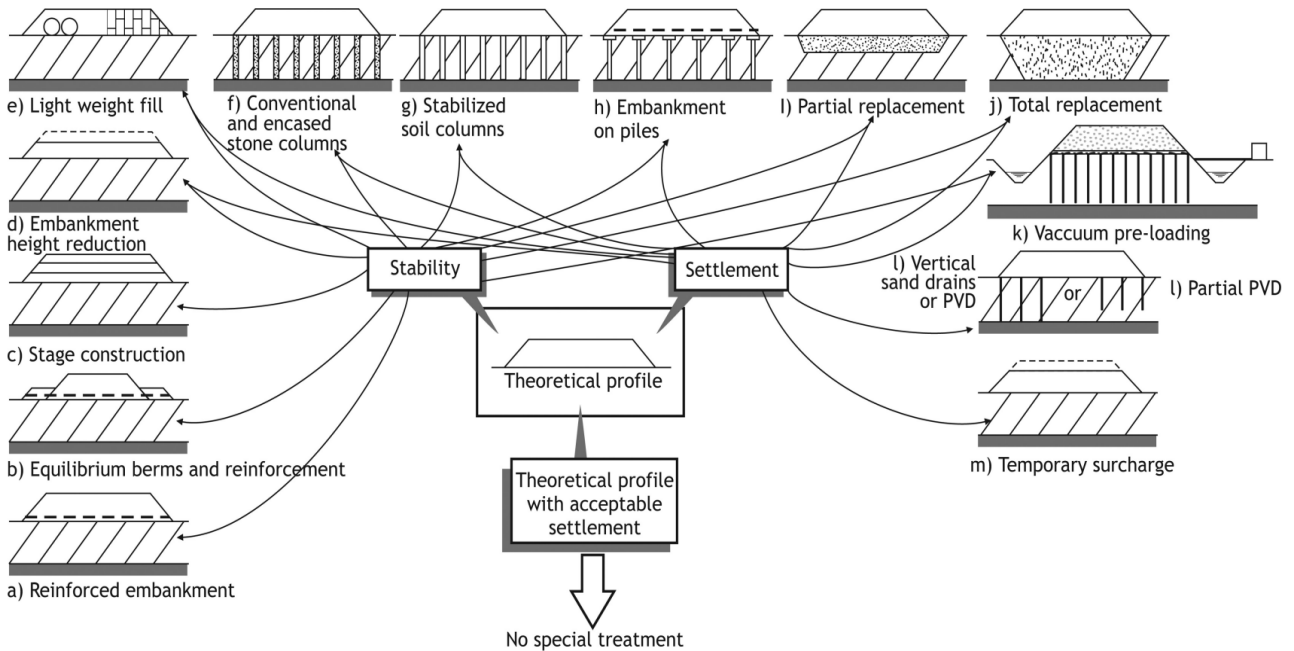 e) Light weight fill
f) Conventional
and encased
stone columns
g) Stabilized
soil columns
h) Embankment
on piles
l) Partial replacement
j) Total replacement
d) Embankment
height reduction
k) Vaccuum pre-loading
Stability
Settlement
l) Vertical
sand drains
or PVD
or
l) Partial PVD
c) Stage construction
Theoretical profile
b) Equilibrium berms and reinforcement
m) Temporary surcharge
Theoretical profile
with acceptable
settlement
a) Reinforced embankment
No special treatment